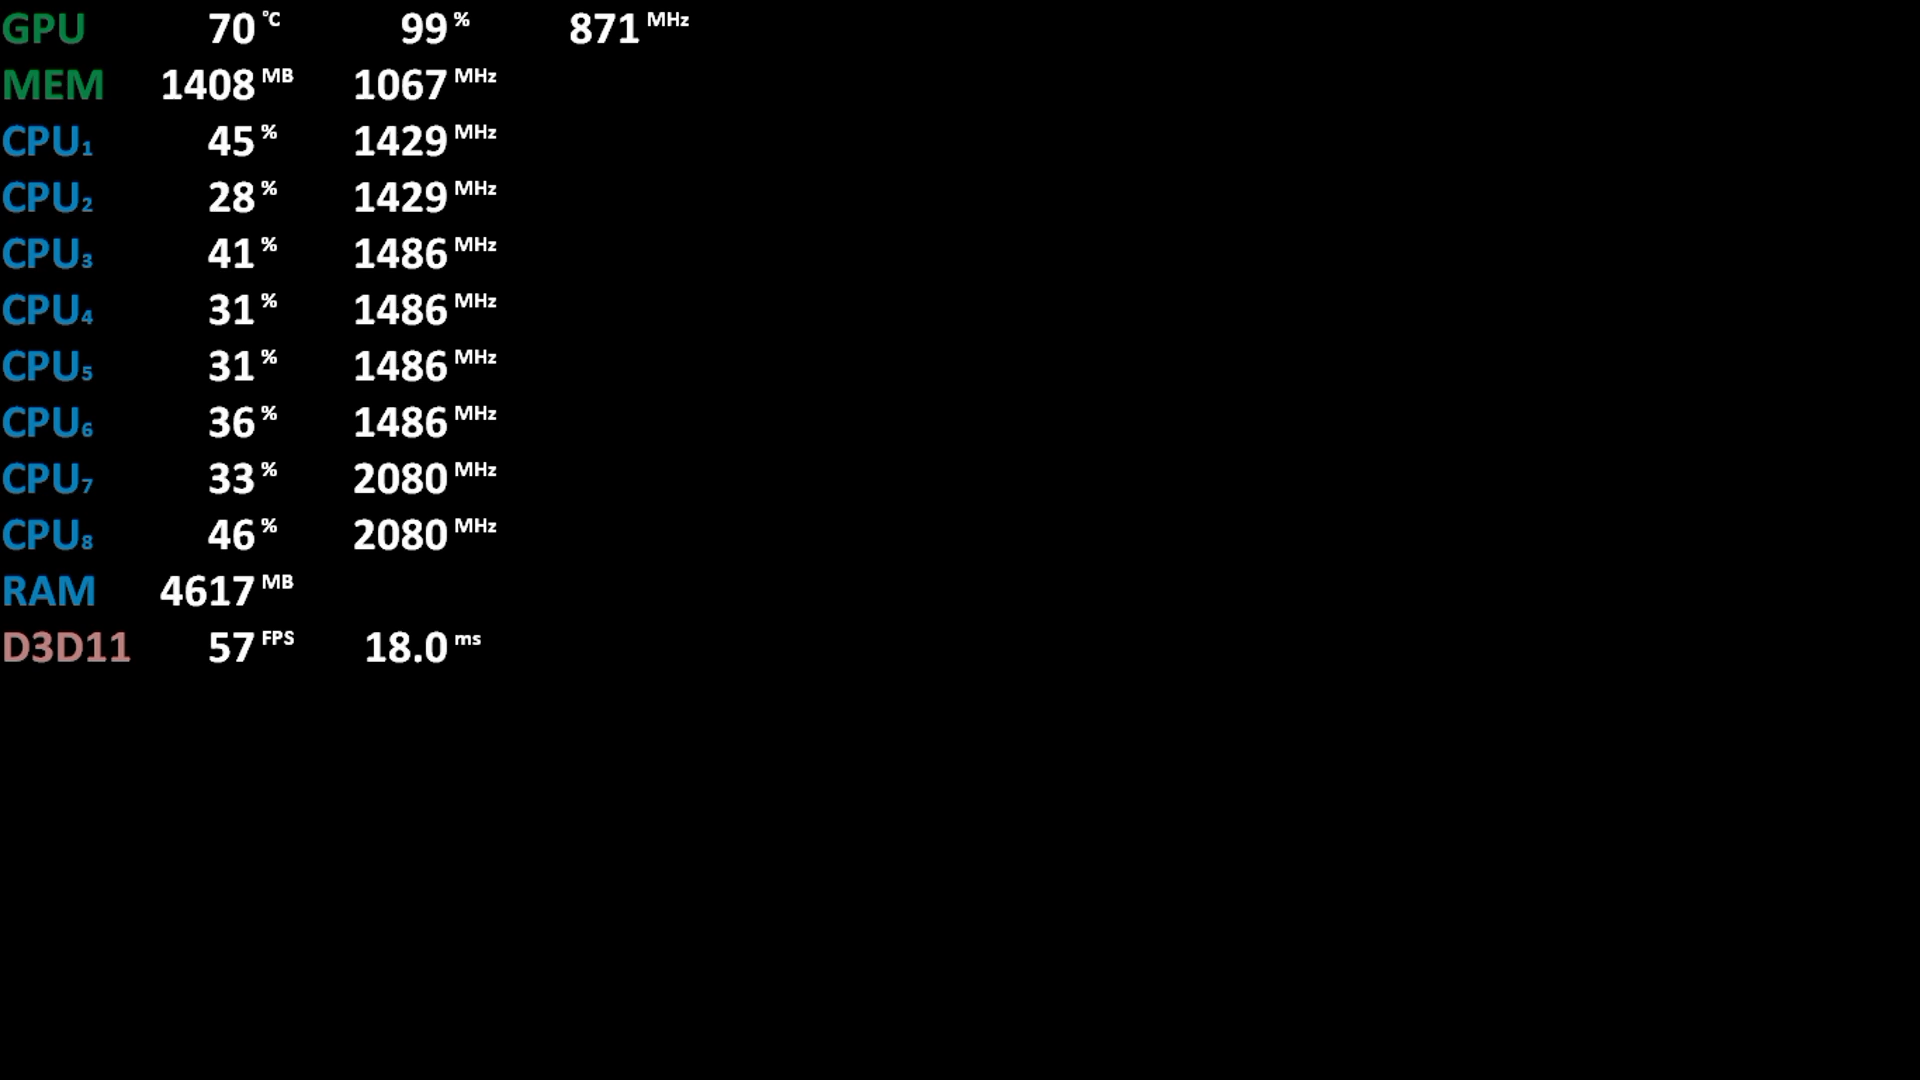 GPU 70 °C 99 % 871 MHz
MEM 1408 MB 1067 MHz
CPU1 45 % 1429 MHz
CPU2 28 % 1429 MHz
CPU3 41 % 1486 MHz
CPU4 31 % 1486 MHz
CPU5 31 % 1486 MHz
CPU6 36 % 1486 MHz
CPU7 33 % 2080 MHz
CPU8 46 % 2080 MHz
RAM 4617 MB
D3D11 57 FPS 18.0 ms